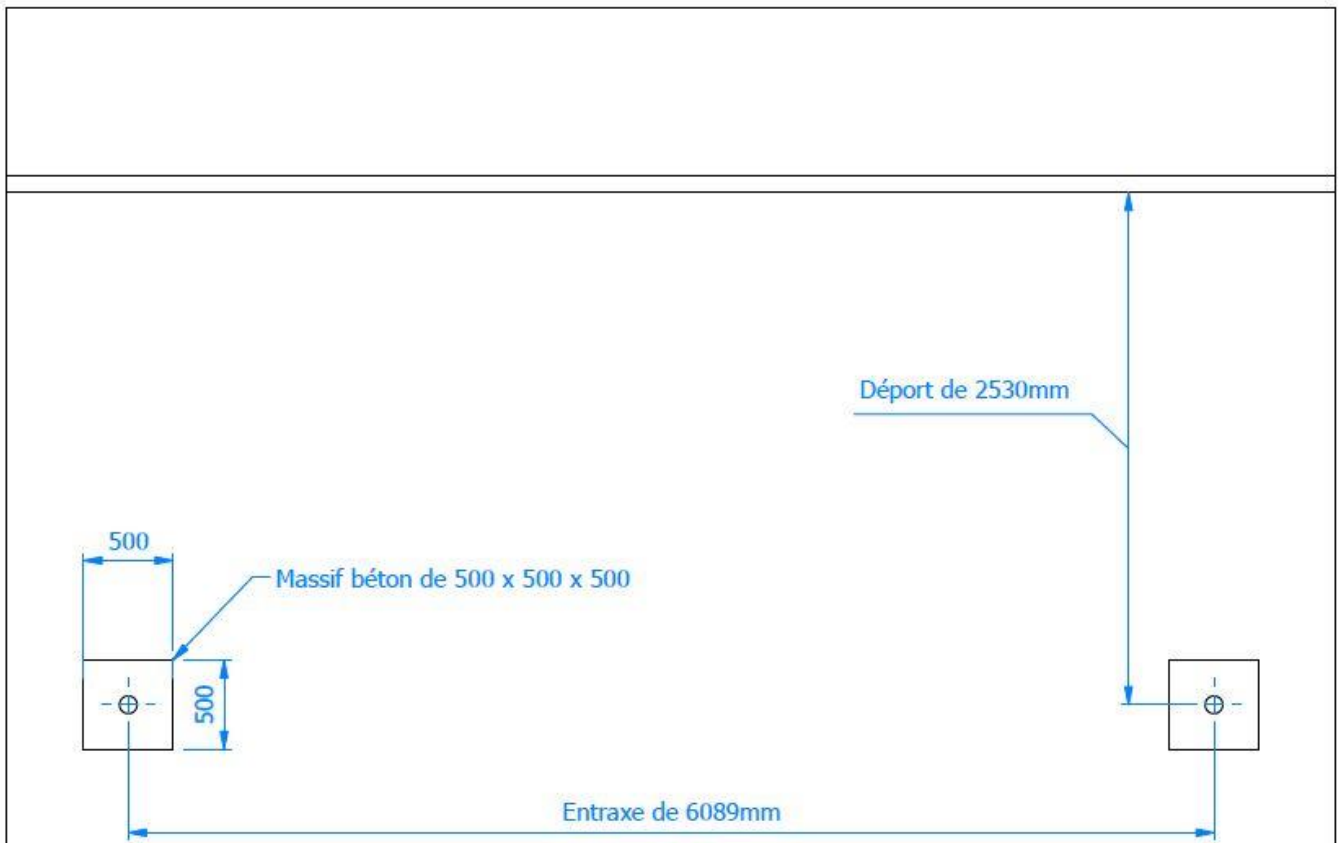 Déport de 2530mm
500
Massif béton de 500 x 500 x 500
500
Entraxe de 6089mm